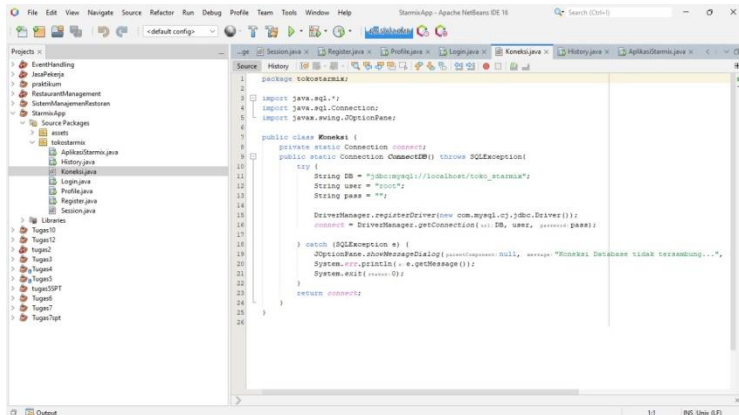 File Edit View Navigate Source Refactor Run Debug Profile Team Tools Window Help
StarmixApp - Apache NetBeans IDE 16
Search (Ctrl+I)
<default config>
Projects
EventHandling
JasaPekerja
praktikum
RestaurantManagement
SistemManajemenRestoran
StarmixApp
Source Packages
assets
tokostarmix
AplikasiStarmix.java
History.java
Koneksi.java
Login.java
Profile.java
Register.java
Session.java
Libraries
Tugas10
Tugas12
tugas2
Tugas3
Tugas4
Tugas5
tugas5SPT
Tugas6
Tugas7
Tugas7spt
...ge Session.java Register.java Profile.java Login.java Koneksi.java History.java AplikasiStarmix.java
Source History
1 package tokostarmix;
2
3 import java.sql.*;
4 import java.sql.Connection;
5 import javax.swing.JOptionPane;
6
7 public class Koneksi {
8 private static Connection connect;
9 public static Connection ConnectDB() throws SQLException{
10 try {
11 String DB = "jdbc:mysql://localhost/toko_starmix";
12 String user = "root";
13 String pass = "";
14
15 DriverManager.registerDriver(new com.mysql.cj.jdbc.Driver());
16 connect = DriverManager.getConnection(url: DB, user, password: pass);
17
18 } catch (SQLException e) {
19 JOptionPane.showMessageDialog(parentComponent: null, message: "Koneksi Database tidak tersambung...",
20 System.err.println(x: e.getMessage());
21 System.exit(status: 0);
22 }
23 return connect;
24 }
25 }
26
Output
1:1 INS Unix (LF)